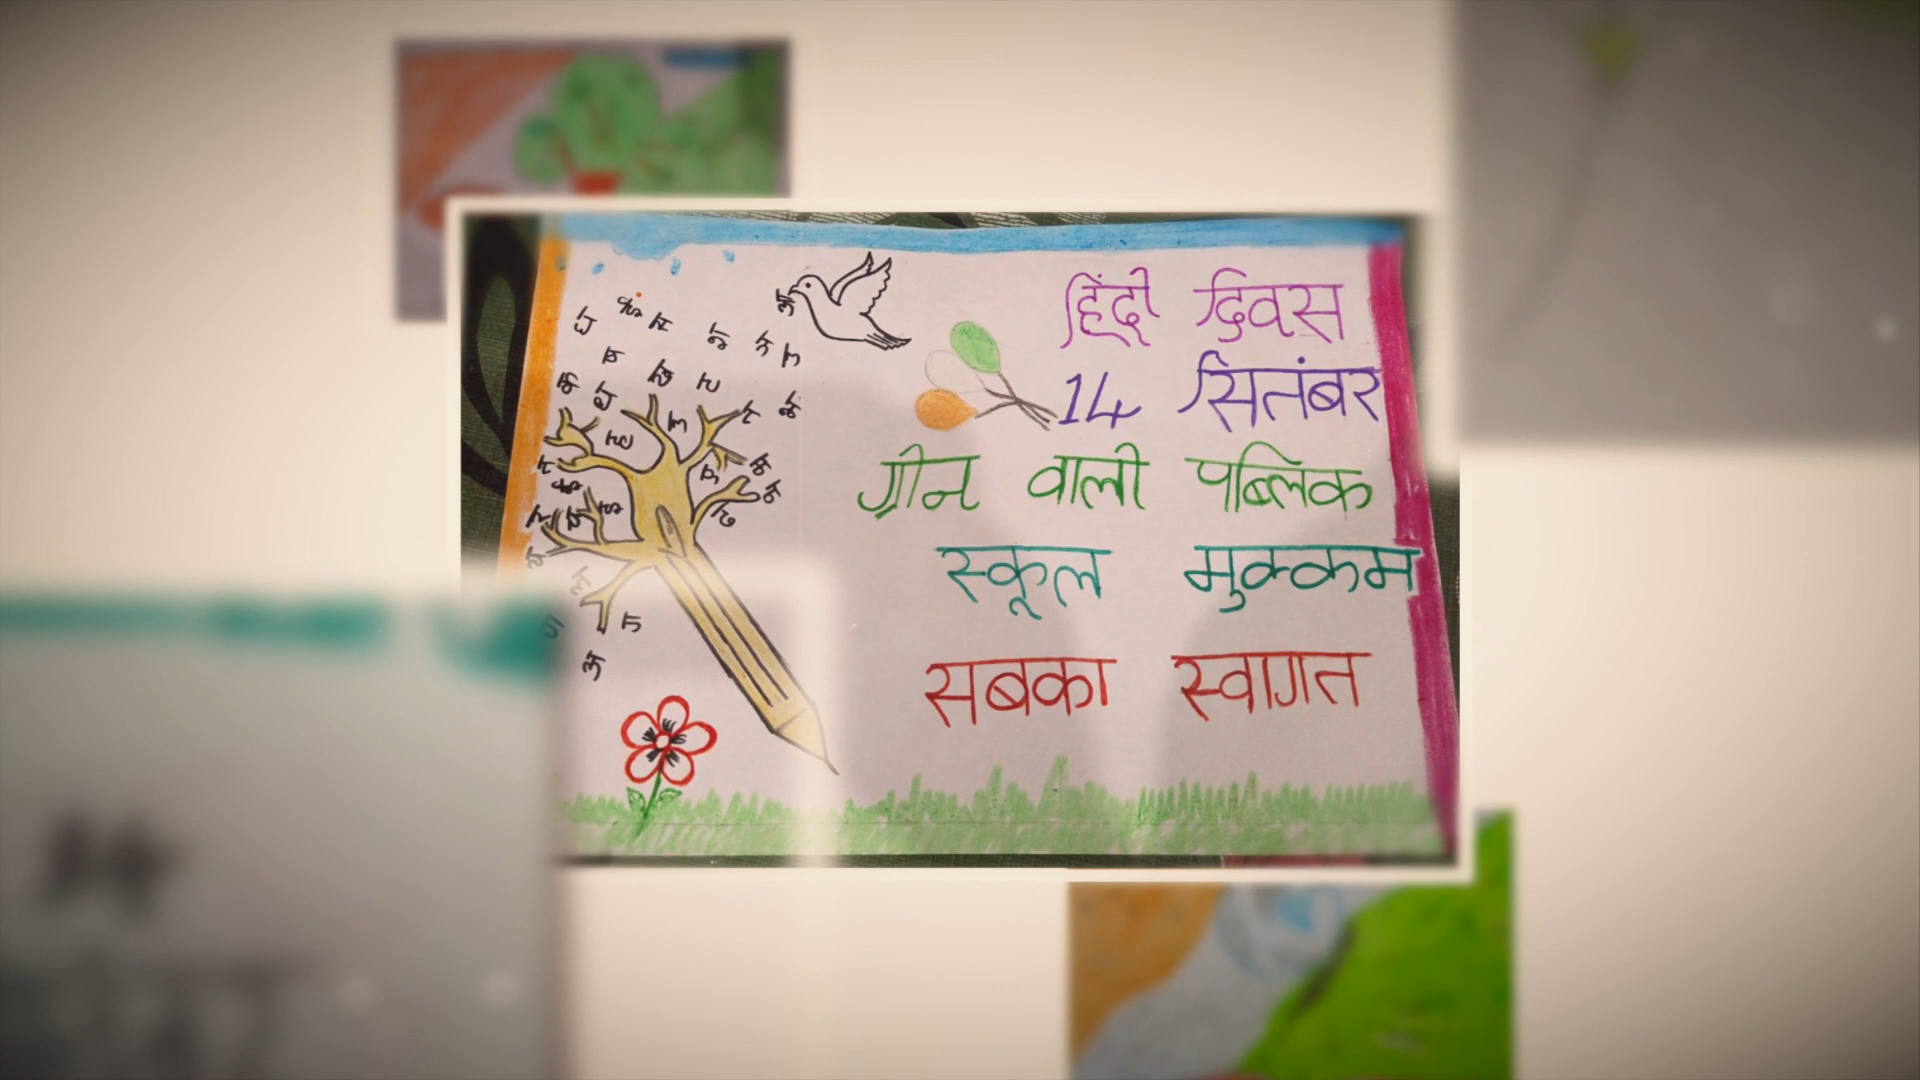 हिंदी दिवस
14 सितंबर
ग्रीन वाली पब्लिक
स्कूल मुक्कम
सबका स्वागत